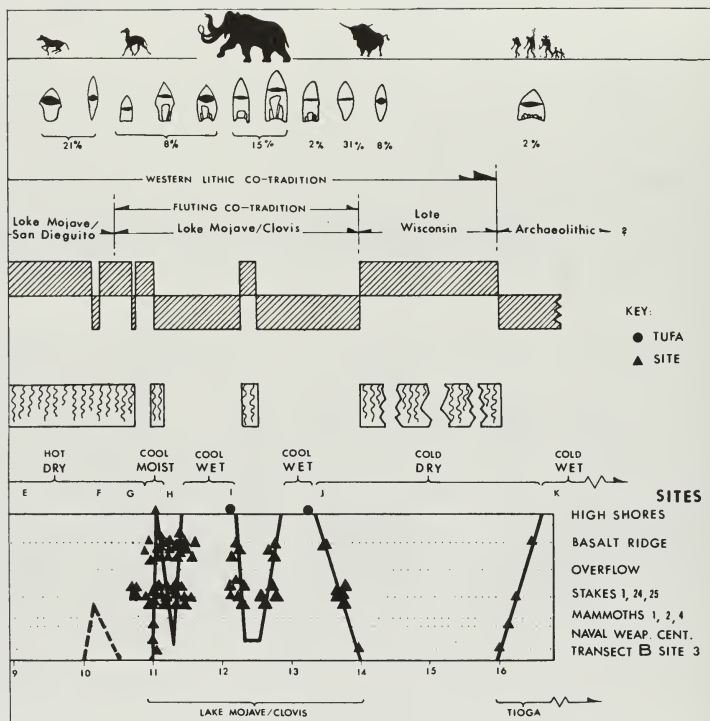 21% 8% 15% 2% 31% 8% 2%
WESTERN LITHIC CO-TRADITION
FLUTING CO-TRADITION
Loke Mojave/
San Dieguito
Loke Mojave/Clovis
Lote
Wisconsin
Archaeolithic ?
KEY:
TUFA
SITE
HOT
DRY
COOL
MOIST
COOL
WET
COOL
WET
COLD
DRY
COLD
WET
E F G H I J K
SITES
HIGH SHORES
BASALT RIDGE
OVERFLOW
STAKES 1, 24, 25
MAMMOTHS 1, 2, 4
NAVAL WEAP. CENT.
TRANSECT B SITE 3
9 10 11 12 13 14 15 16
LAKE MOJAVE/CLOVIS
TIOGA